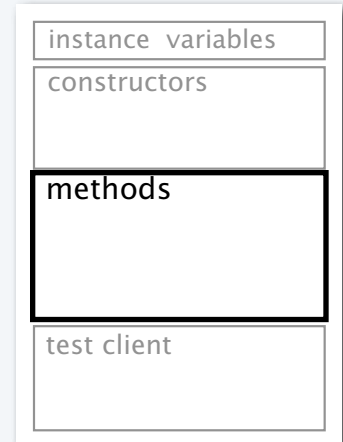 instance variables
constructors
methods
test client